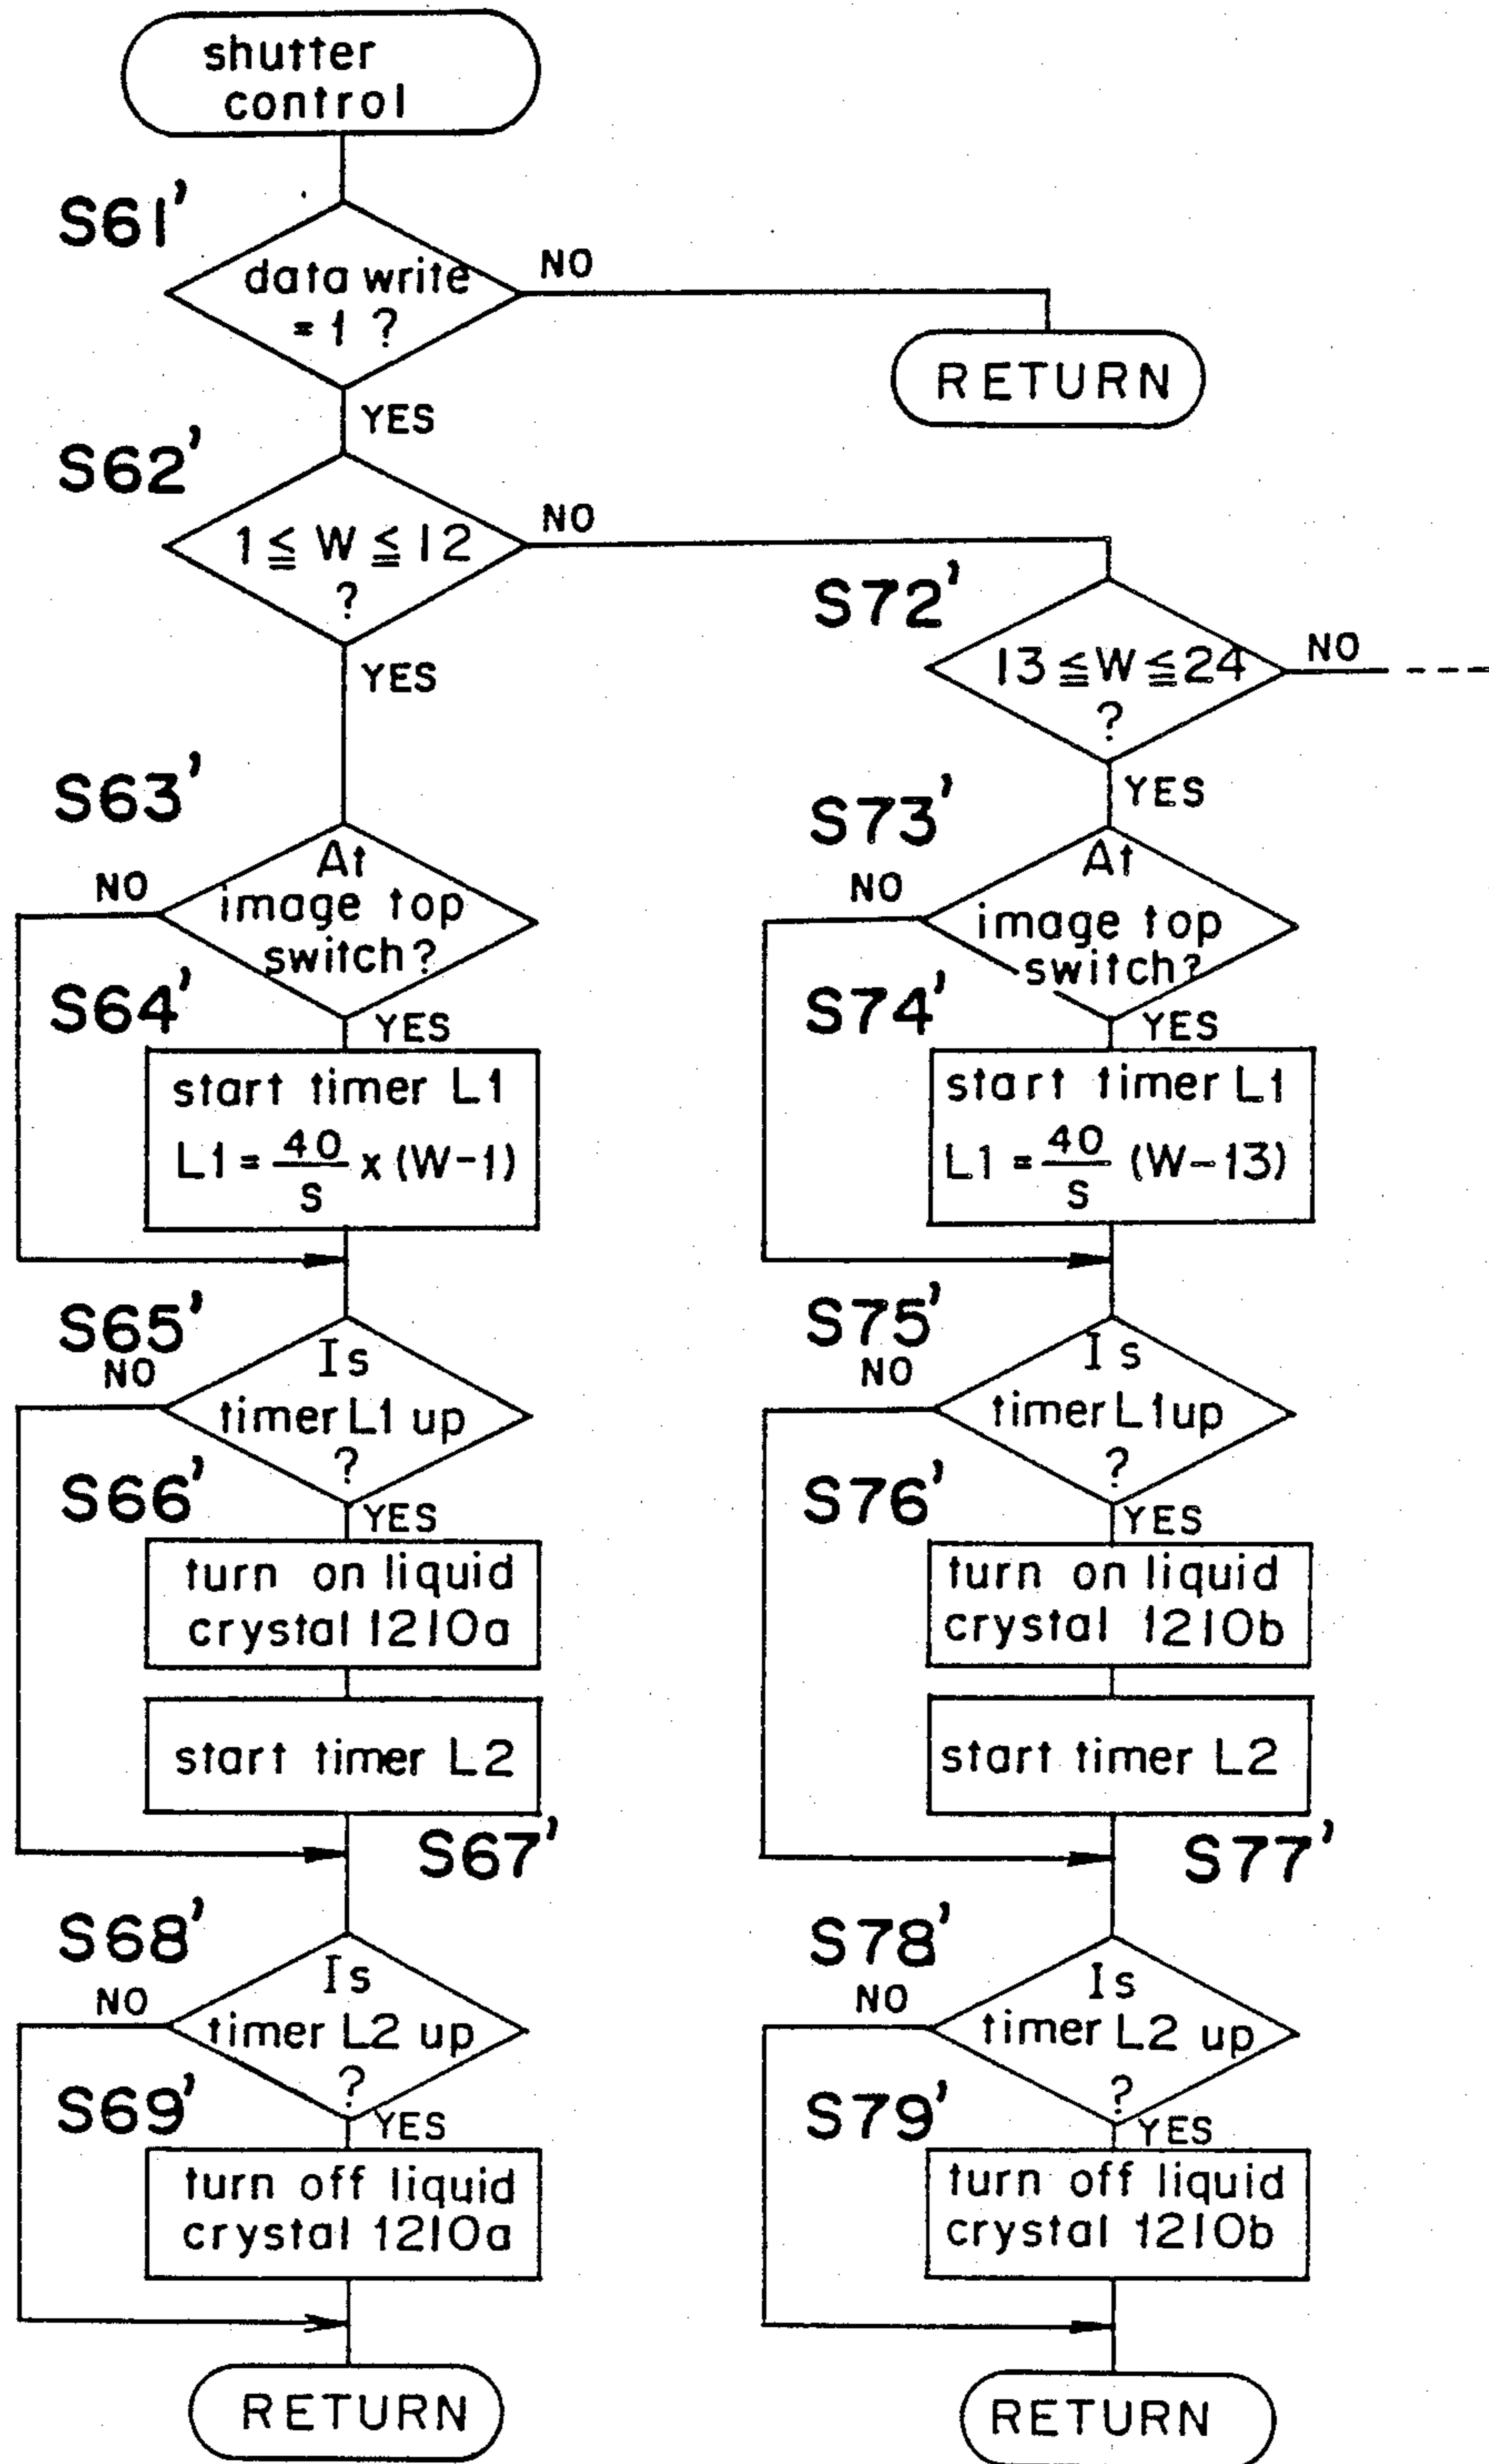 shutter
control
S61'
data write
= 1 ?
NO
RETURN
YES
S62'
1 ≦ W ≦ 12
?
NO
YES
S72'
13 ≦ W ≦ 24
?
NO
YES
S63'
At
image top
switch?
NO
YES
S64'
start timer L1
L1 = 40/S x (W-1)
S65'
Is
timer L1 up
?
NO
YES
S66'
turn on liquid
crystal 1210a
start timer L2
S67'
S68'
Is
timer L2 up
?
NO
YES
S69'
turn off liquid
crystal 1210a
RETURN
S73'
At
image top
switch?
NO
YES
S74'
start timer L1
L1 = 40/S (W-13)
S75'
Is
timer L1 up
?
NO
YES
S76'
turn on liquid
crystal 1210b
start timer L2
S77'
S78'
Is
timer L2 up
?
NO
YES
S79'
turn off liquid
crystal 1210b
RETURN